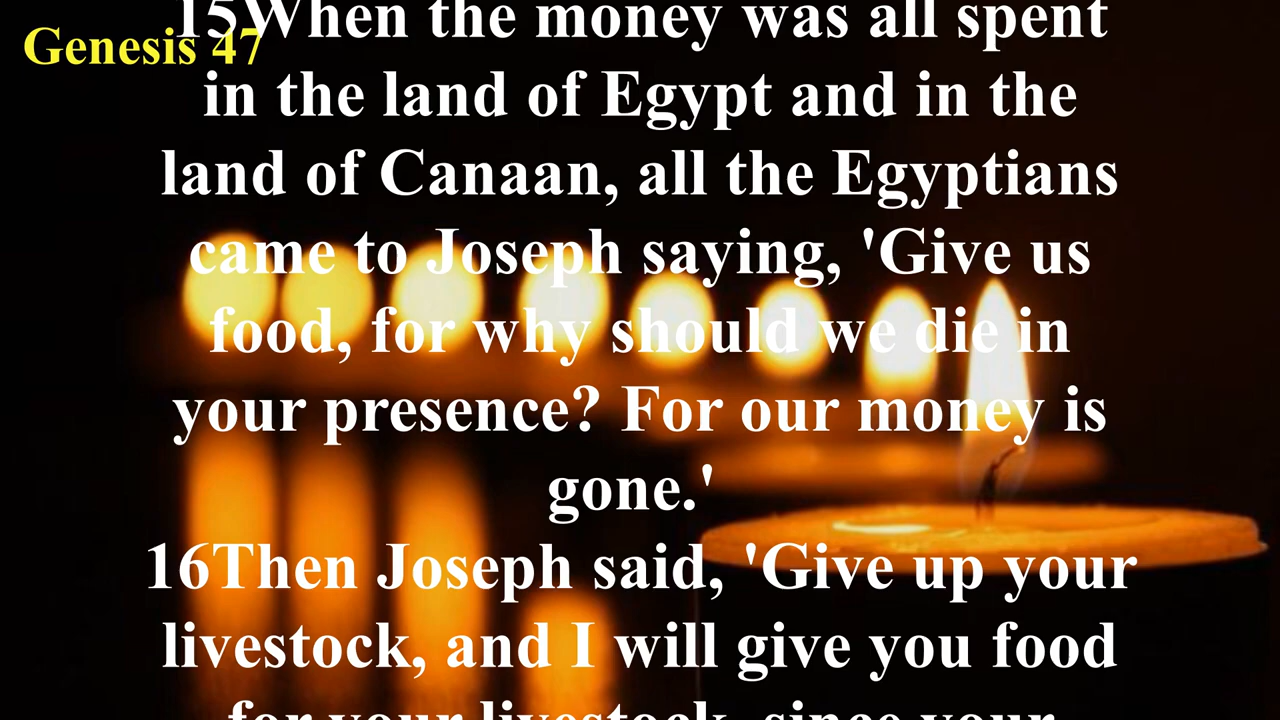 Genesis 47
15When the money was all spent
in the land of Egypt and in the
land of Canaan, all the Egyptians
came to Joseph saying, 'Give us
food, for why should we die in
your presence? For our money is
gone.'
16Then Joseph said, 'Give up your
livestock, and I will give you food
for your livestock, since your